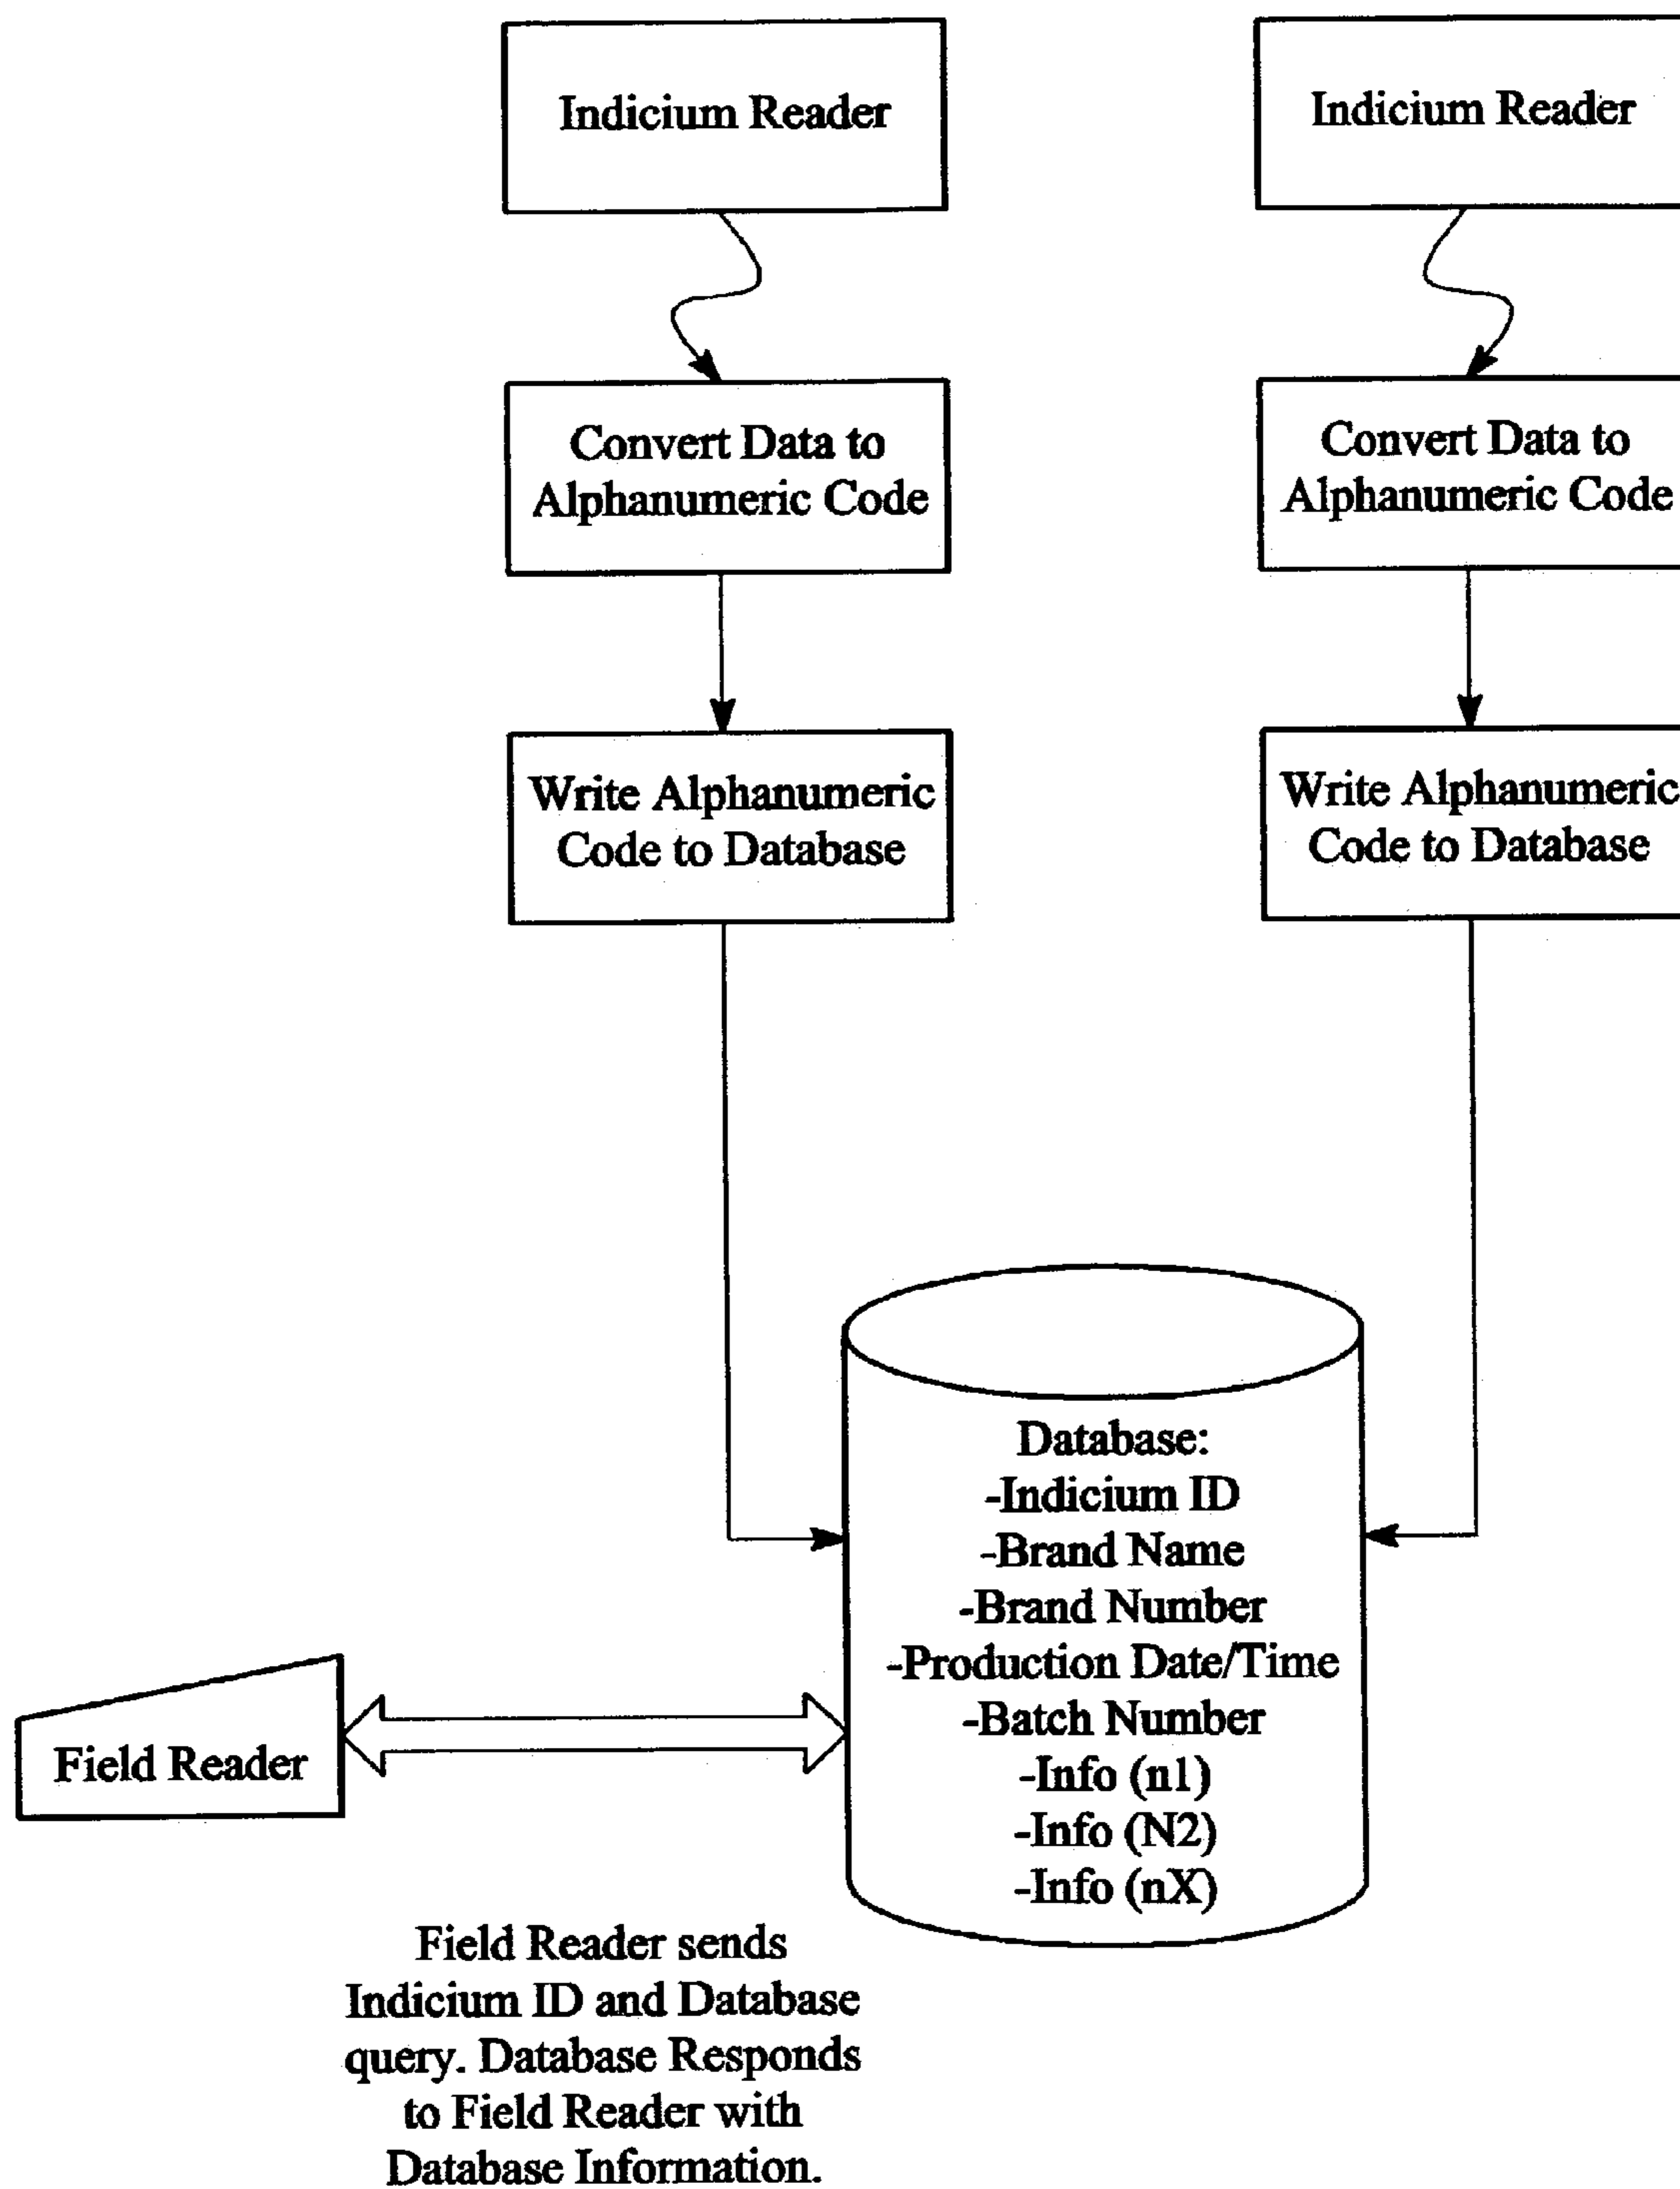 Indicium Reader
Indicium Reader
Convert Data to
Alphanumeric Code
Convert Data to
Alphanumeric Code
Write Alphanumeric
Code to Database
Write Alphanumeric
Code to Database
Database:
-Indicium ID
-Brand Name
-Brand Number
-Production Date/Time
-Batch Number
-Info (n1)
-Info (N2)
-Info (nX)
Field Reader
Field Reader sends
Indicium ID and Database
query. Database Responds
to Field Reader with
Database Information.